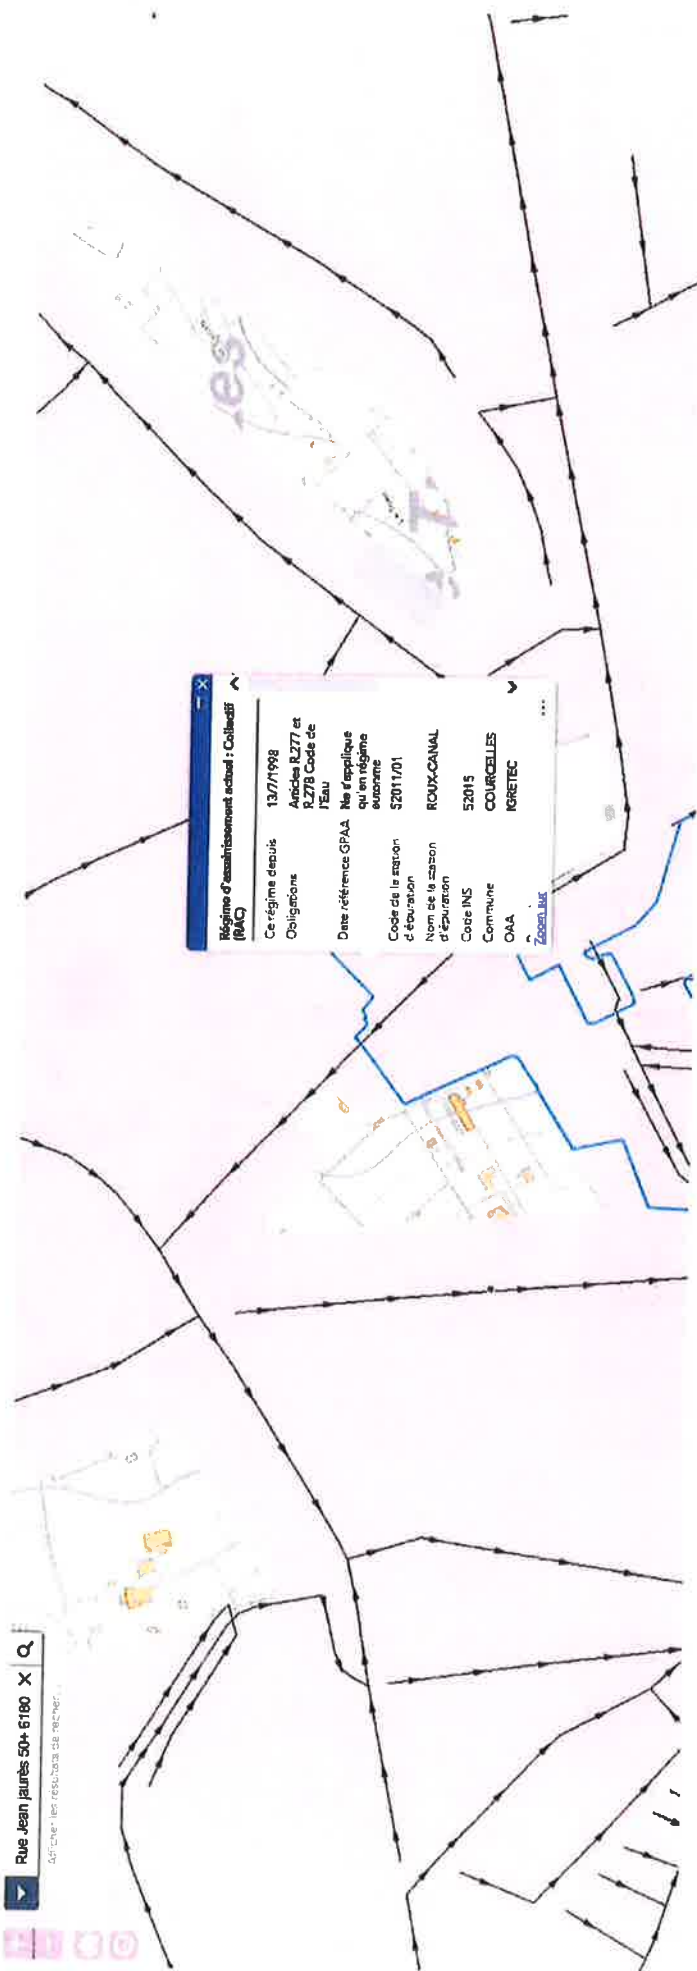 Rue Jean jaurès 50+ 6180
Afficher les résultats de recher...
Régime d'assainissement actuel : Collectif
(RAC)
Ce régime depuis 13/7/1998
Obligations Articles R.277 et
R.278 Code de
l'Eau
Date référence GPAA Ne s'applique
qu'en régime
autonome
Code de la station 52011/01
d'épuration
Nom de la station ROUX-CANAL
d'épuration
Code INS 52015
Commune COURCELLES
OAA IGRETEC
Zoom sur
...
es